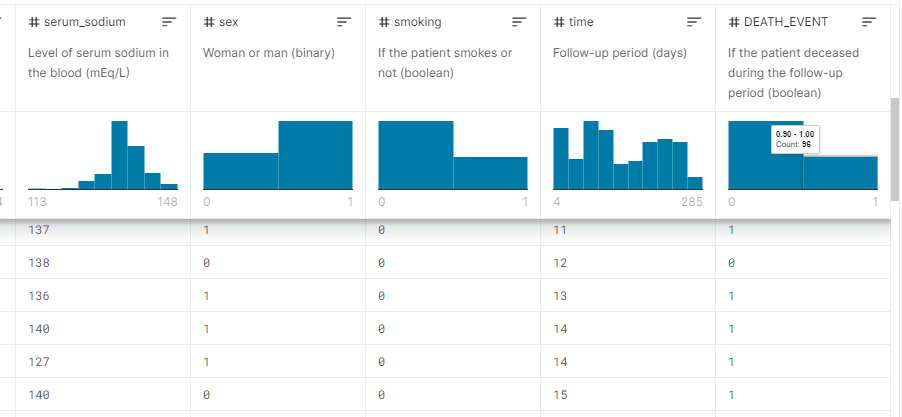 # serum_sodium
Level of serum sodium in
the blood (mEq/L)
# sex
Woman or man (binary)
# smoking
If the patient smokes or
not (boolean)
# time
Follow-up period (days)
# DEATH_EVENT
If the patient deceased
during the follow-up
period (boolean)
0.90 - 1.00
Count: 96
113 148 0 1 0 1 4 285 0 1
137 1 0 11 1
138 0 0 12 0
136 1 0 13 1
140 1 0 14 1
127 1 0 14 1
140 0 0 15 1